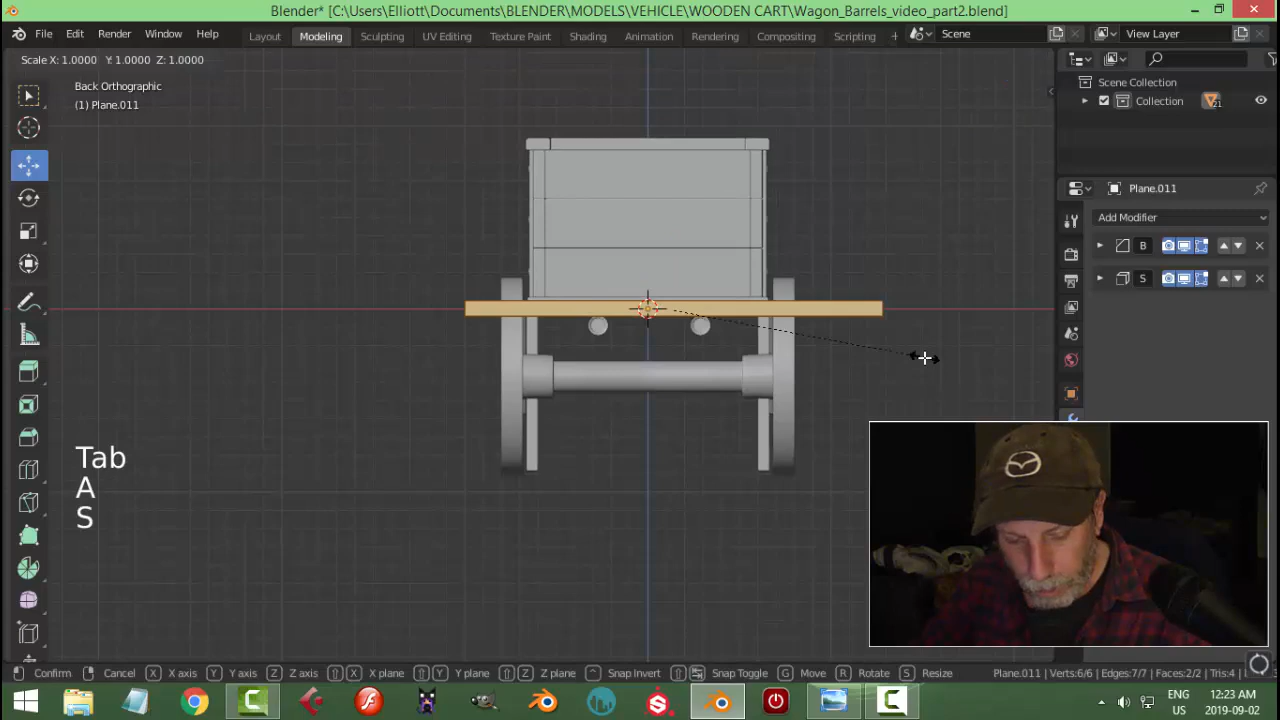 Blender* [C:\Users\Elliott\Documents\BLENDER\MODELS\VEHICLE\WOODEN CART\Wagon_Barrels_video_part2.blend]
File Edit Render Window Help Layout Modeling Sculpting UV Editing Texture Paint Shading Animation Rendering Compositing Scripting + Scene View Layer
Scale X: 1.0000 Y: 1.0000 Z: 1.0000
Back Orthographic
(1) Plane.011
Scene Collection
Collection 21
Plane.011
Add Modifier
B
S
Tab
A
S
Confirm Cancel X X axis Y Y axis Z Z axis X X plane Y Y plane Z Z plane Snap Invert Snap Toggle G Move R Rotate S Resize Plane.011 | Verts:6/6 | Edges:7/7 | Faces:2/2 | Tris:4
ENG 12:23 AM
US 2019-09-02